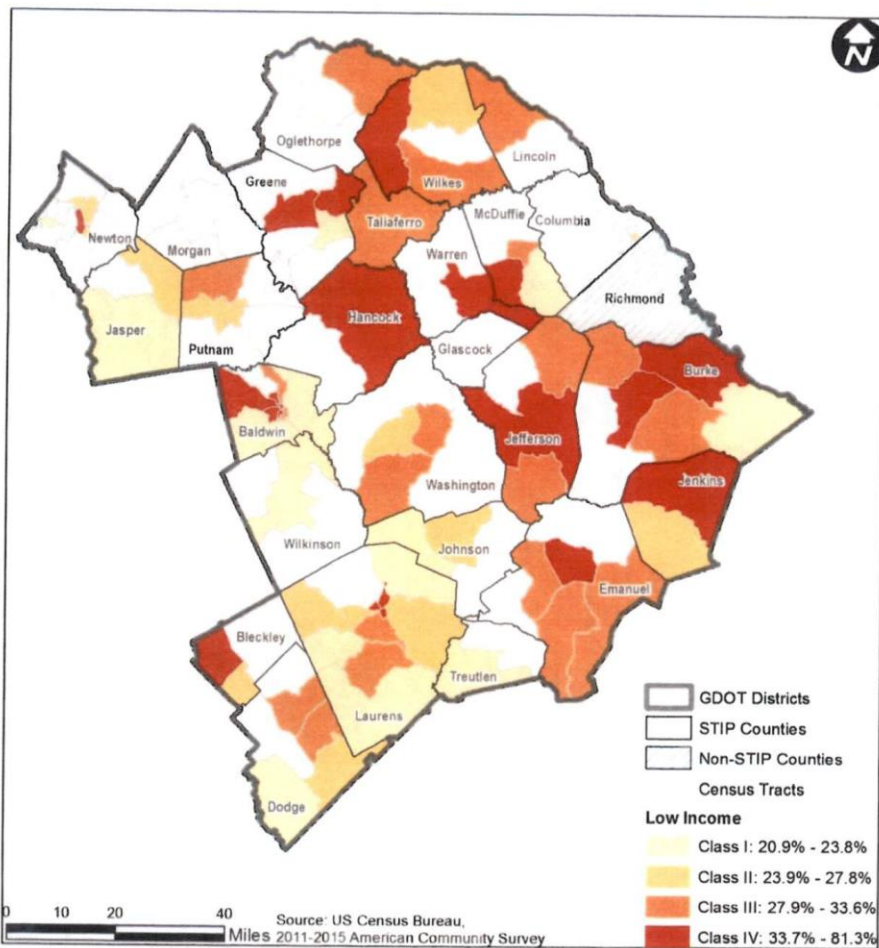 N
Oglethorpe
Lincoln
Greene
Wilkes
Taliaferro
McDuffie
Columbia
Newton
Morgan
Warren
Richmond
Jasper
Hancock
Putnam
Glascock
Burke
Baldwin
Jefferson
Jenkins
Washington
Wilkinson
Johnson
Emanuel
Bleckley
Treutlen
Laurens
Dodge
GDOT Districts
STIP Counties
Non-STIP Counties
Census Tracts
Low Income
Class I: 20.9% - 23.8%
Class II: 23.9% - 27.8%
Class III: 27.9% - 33.6%
Class IV: 33.7% - 81.3%
0 10 20 40
Miles
Source: US Census Bureau,
2011-2015 American Community Survey